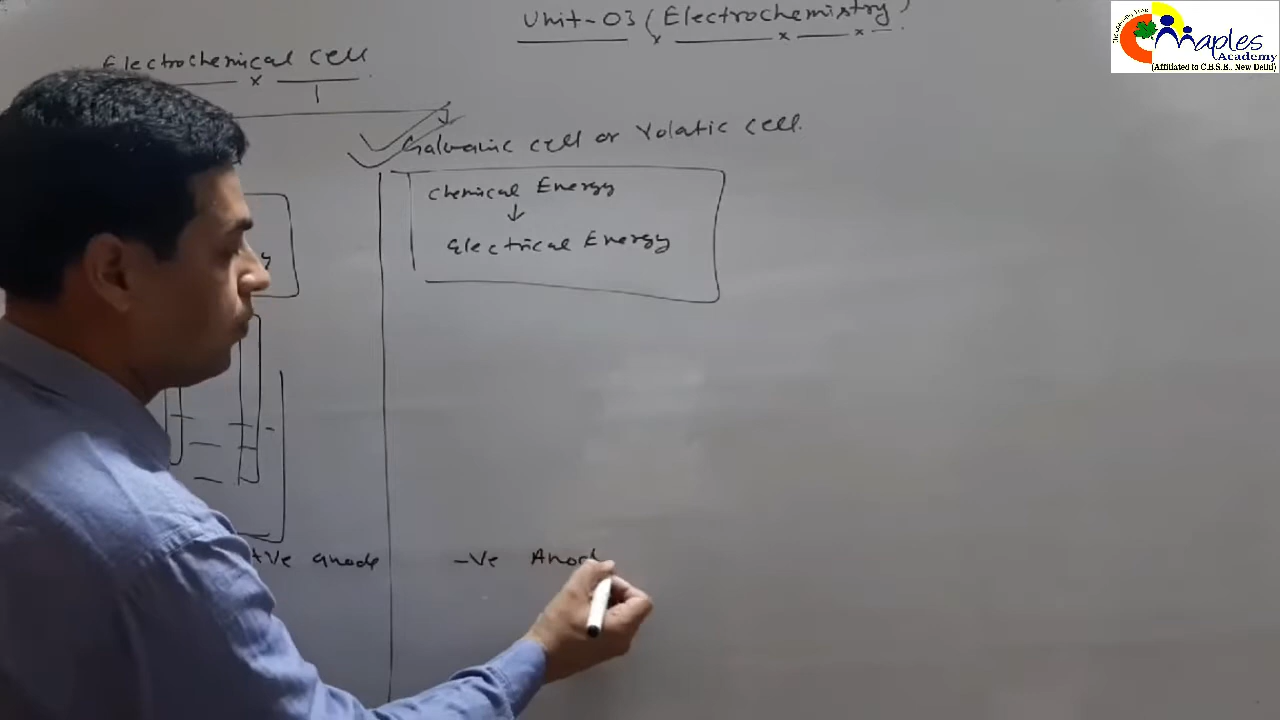 Unit-03 (Electrochemistry)
Maples
Academy
(Affiliated to C.B.S.E., New Delhi)
Electrochemical cell
Galvanic cell or Volatic cell.
Chemical Energy
↓
Electrical Energy
y
+Ve anode
-Ve Anod